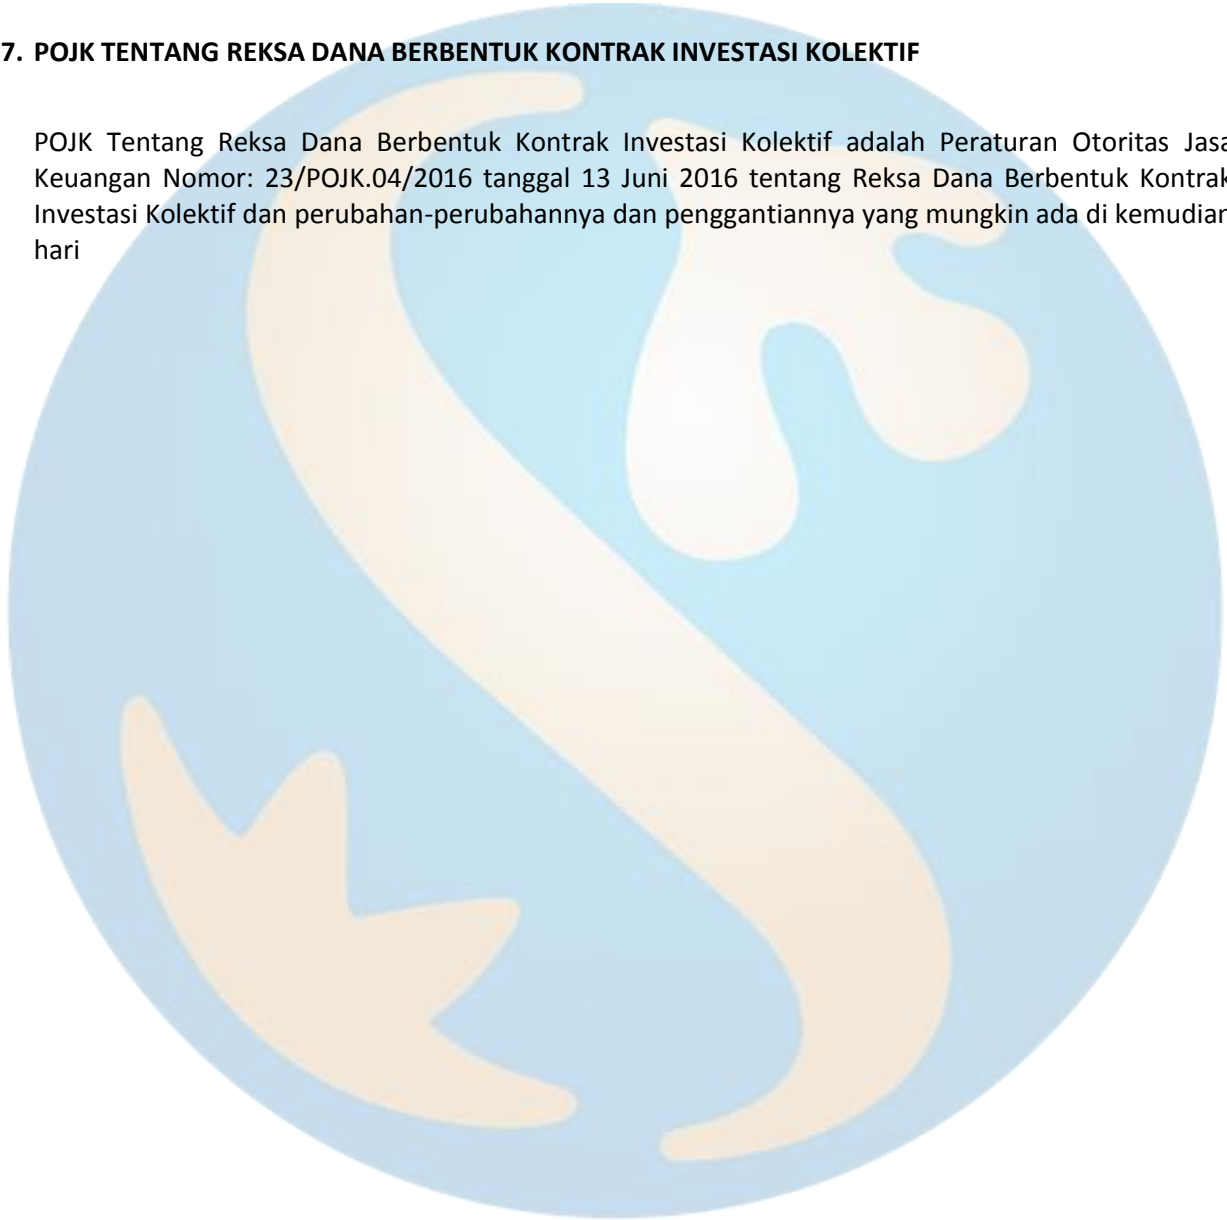 7. POJK TENTANG REKSA DANA BERBENTUK KONTRAK INVESTASI KOLEKTIF
POJK Tentang Reksa Dana Berbentuk Kontrak Investasi Kolektif adalah Peraturan Otoritas Jasa
Keuangan Nomor: 23/POJK.04/2016 tanggal 13 Juni 2016 tentang Reksa Dana Berbentuk Kontrak
Investasi Kolektif dan perubahan-perubahannya dan penggantiannya yang mungkin ada di kemudian
hari